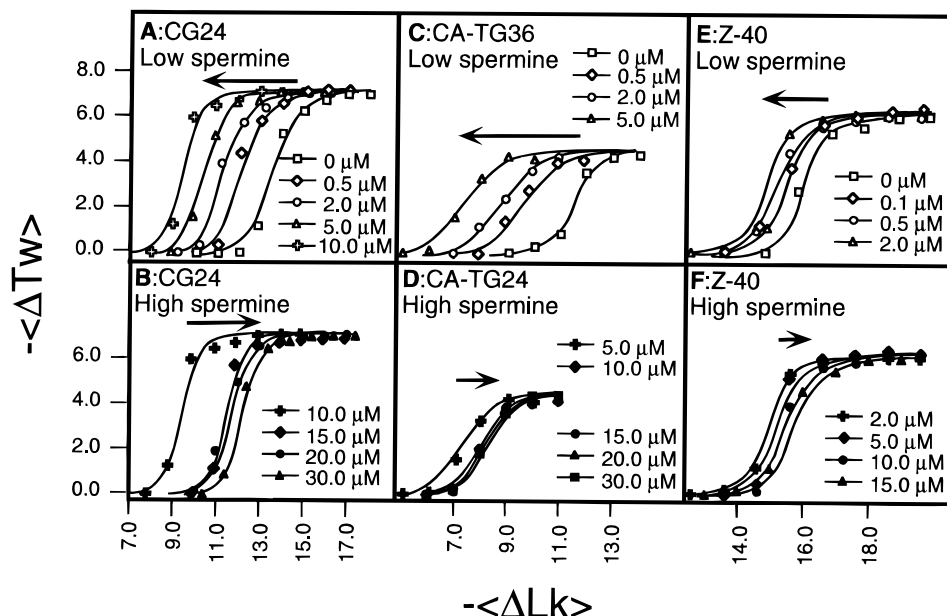 A:CG24
Low spermine
0 μM
0.5 μM
2.0 μM
5.0 μM
10.0 μM
C:CA-TG36
Low spermine
0 μM
0.5 μM
2.0 μM
5.0 μM
E:Z-40
Low spermine
0 μM
0.1 μM
0.5 μM
2.0 μM
8.0
6.0
4.0
2.0
0.0
B:CG24
High spermine
10.0 μM
15.0 μM
20.0 μM
30.0 μM
D:CA-TG24
High spermine
5.0 μM
10.0 μM
15.0 μM
20.0 μM
30.0 μM
F:Z-40
High spermine
2.0 μM
5.0 μM
10.0 μM
15.0 μM
6.0
4.0
2.0
0.0
7.0
9.0
11.0
13.0
15.0
17.0
7.0
9.0
11.0
13.0
14.0
16.0
18.0
-<ΔTw>
-<ΔLk>